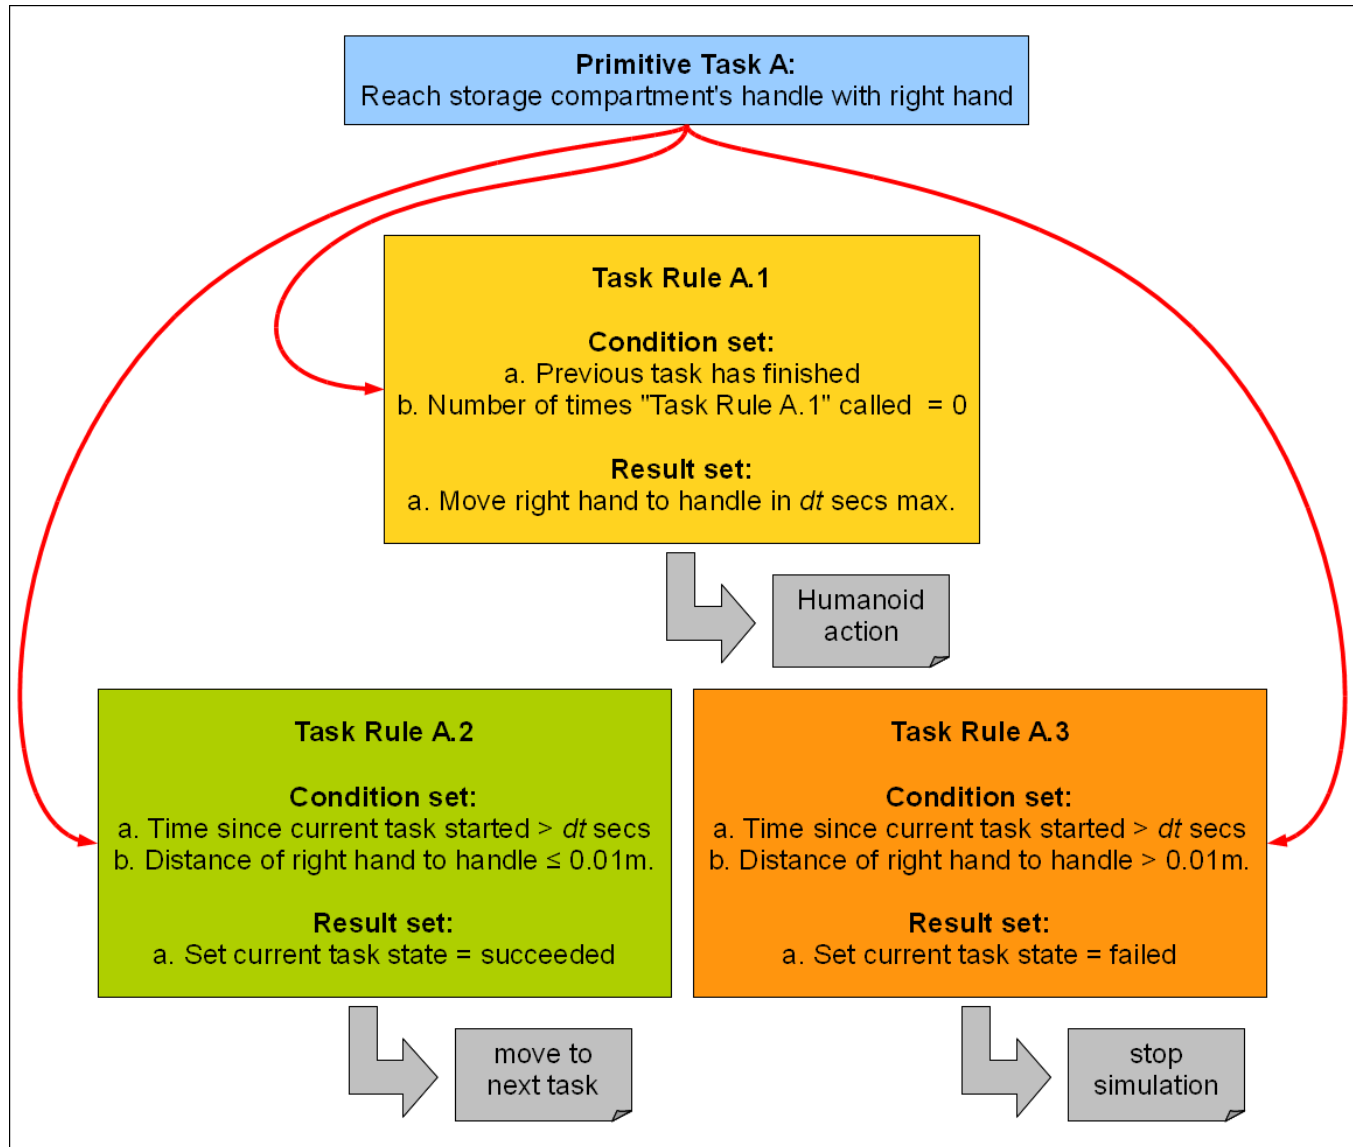 Primitive Task A:
Reach storage compartment's handle with right hand
Task Rule A.1
Condition set:
a. Previous task has finished
b. Number of times "Task Rule A.1" called  = 0
Result set:
a. Move right hand to handle in dt secs max.
Humanoid
action
Task Rule A.2
Condition set:
a. Time since current task started > dt secs
b. Distance of right hand to handle ≤ 0.01m.
Result set:
a. Set current task state = succeeded
move to
next task
Task Rule A.3
Condition set:
a. Time since current task started > dt secs
b. Distance of right hand to handle > 0.01m.
Result set:
a. Set current task state = failed
stop
simulation